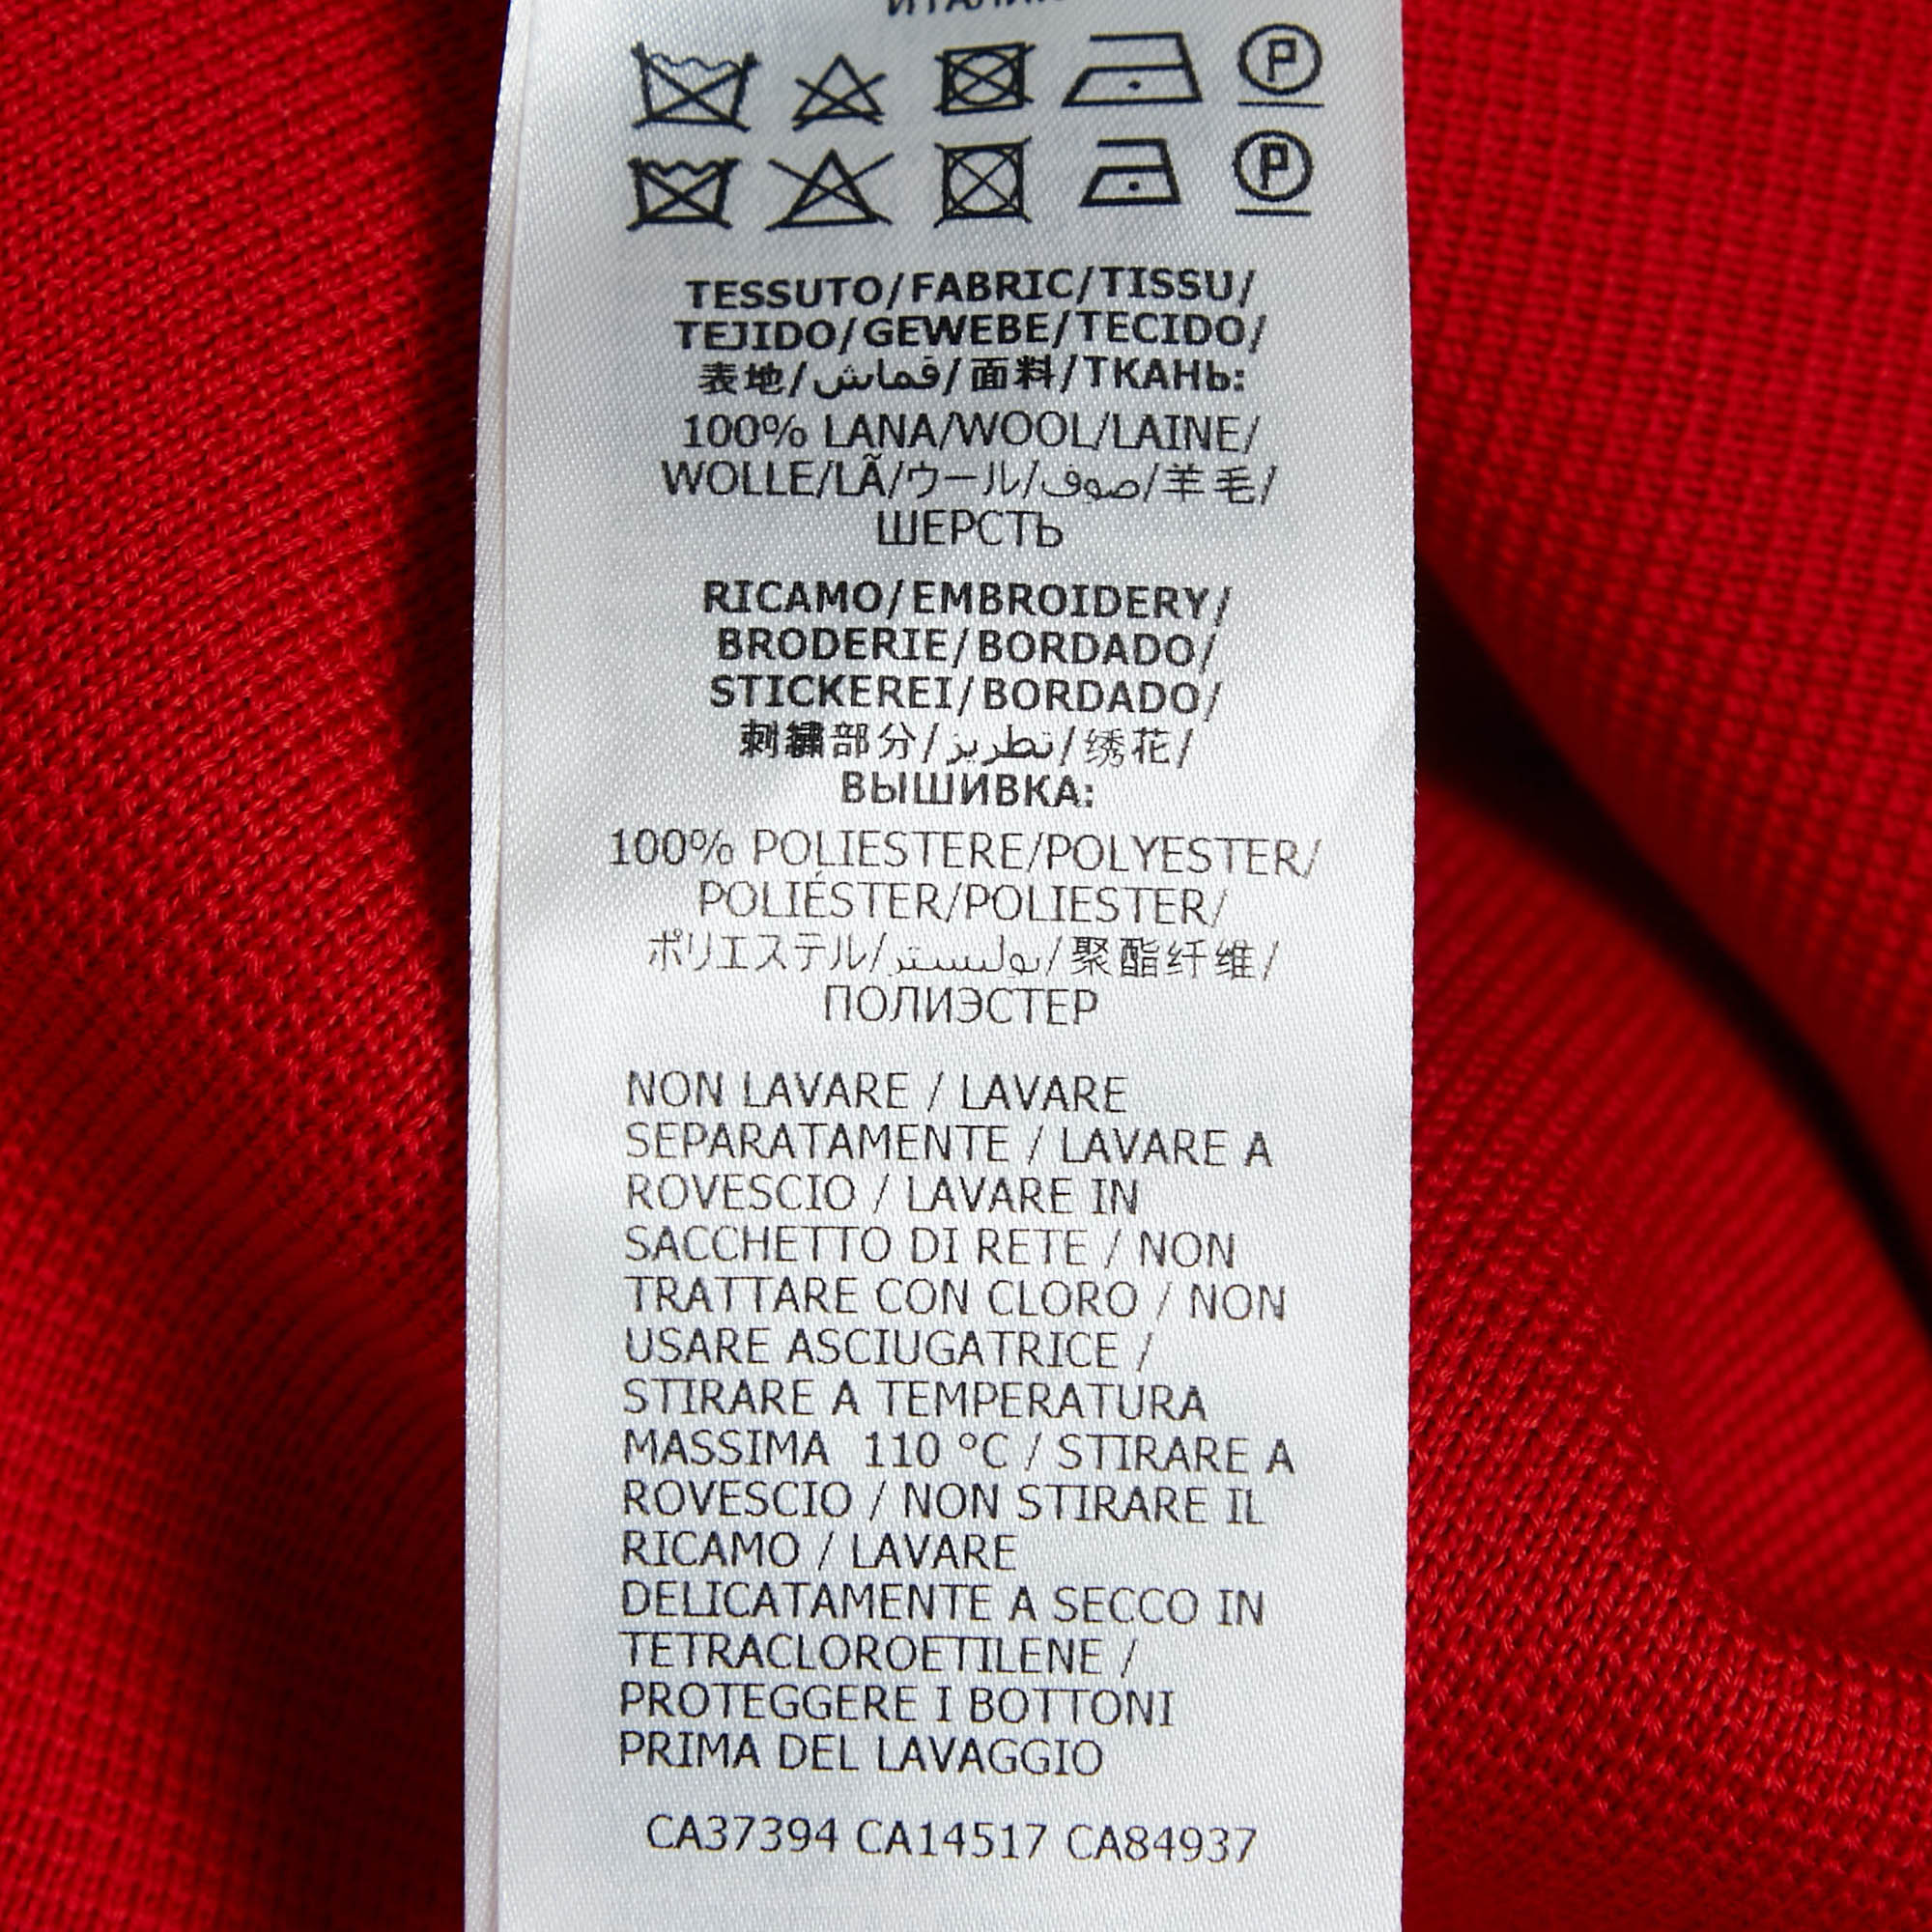 TESSUTO/FABRIC/TISSU/
TEJIDO/GEWEBE/TECIDO/
表地/قماش/面料/ТКАНЬ:
100% LANA/WOOL/LAINE/
WOLLE/LÃ/ウール/صوف/羊毛/
ШЕРСТЬ
RICAMO/EMBROIDERY/
BRODERIE/BORDADO/
STICKEREI/BORDADO/
刺繍部分/تطريز/绣花/
ВЫШИВКА:
100% POLIESTERE/POLYESTER/
POLIÉSTER/POLIESTER/
ポリエステル/بوليستر/聚酯纤维/
ПОЛИЭСТЕР
NON LAVARE / LAVARE
SEPARATAMENTE / LAVARE A
ROVESCIO / LAVARE IN
SACCHETTO DI RETE / NON
TRATTARE CON CLORO / NON
USARE ASCIUGATRICE /
STIRARE A TEMPERATURA
MASSIMA 110 °C / STIRARE A
ROVESCIO / NON STIRARE IL
RICAMO / LAVARE
DELICATAMENTE A SECCO IN
TETRACLOROETILENE /
PROTEGGERE I BOTTONI
PRIMA DEL LAVAGGIO
CA37394 CA14517 CA84937